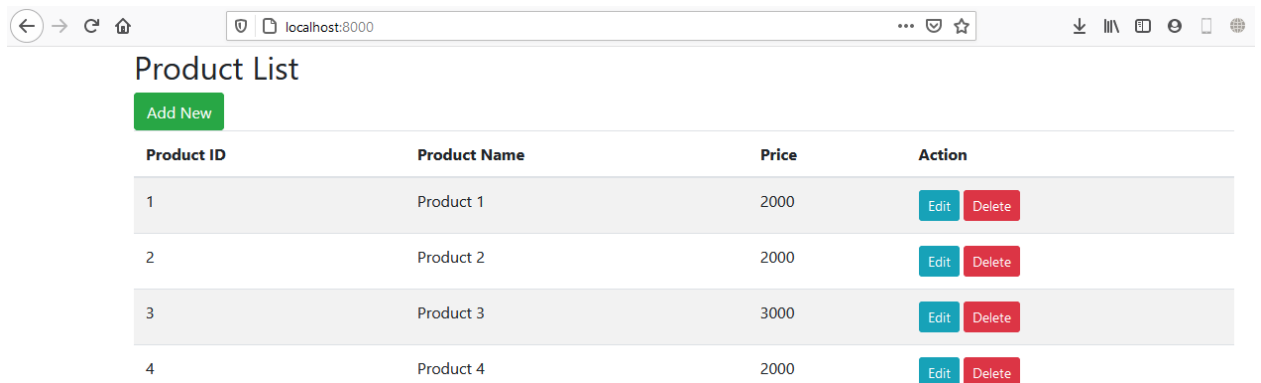 localhost:8000
Product List
Add New
Product ID Product Name Price Action
1 Product 1 2000 Edit Delete
2 Product 2 2000 Edit Delete
3 Product 3 3000 Edit Delete
4 Product 4 2000 Edit Delete